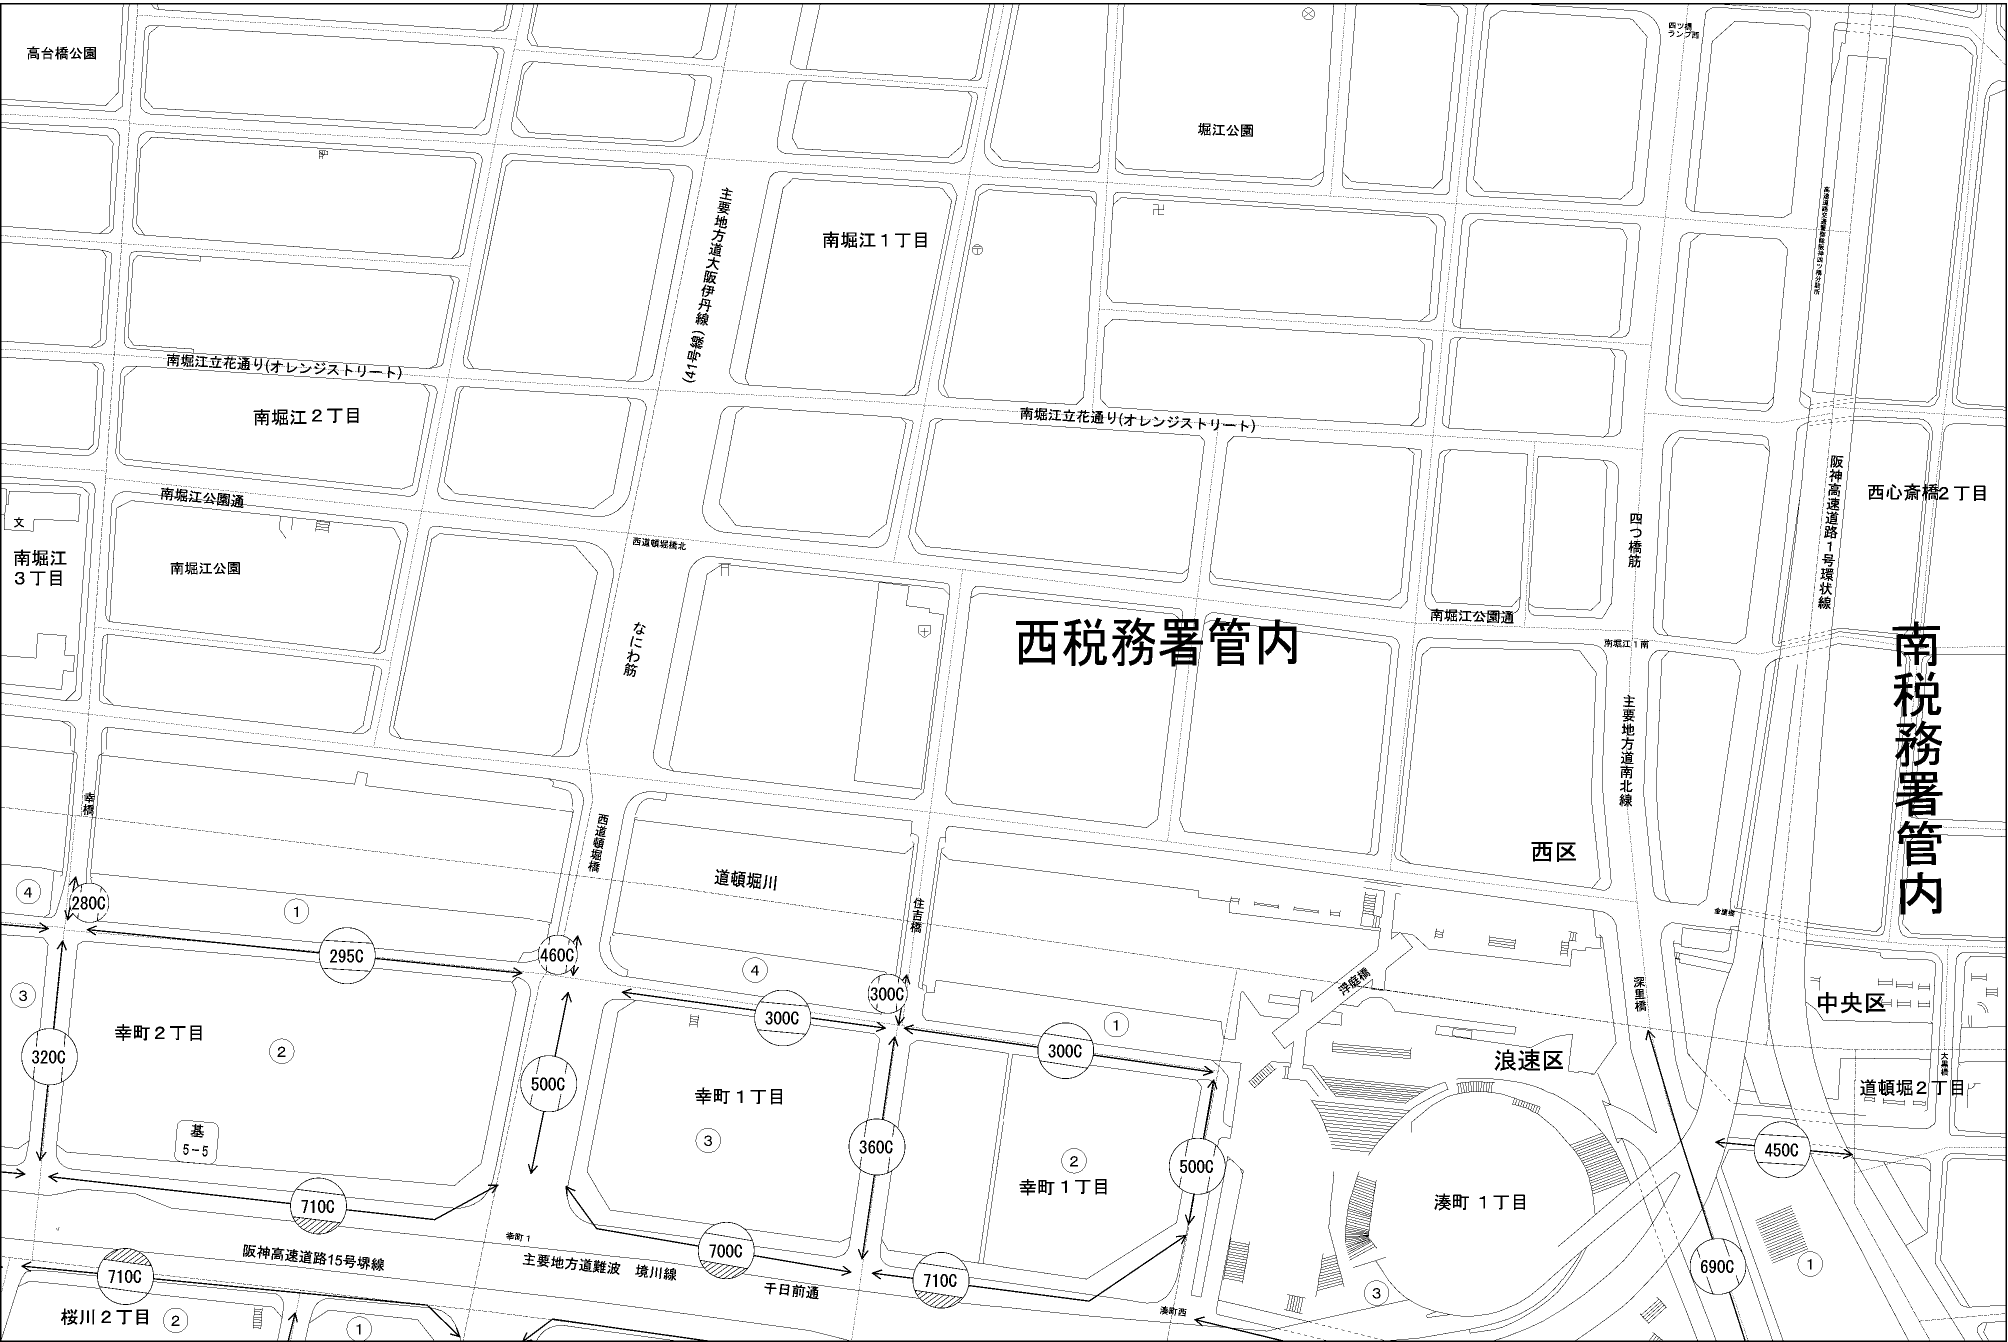 高台橋公園
四ツ橋
ランプ西
堀江公園
主要地方道大阪伊丹線
(41号線)
南堀江1丁目
南堀江立花通り(オレンジストリート)
南堀江2丁目
南堀江立花通り(オレンジストリート)
阪神高速道路1号環状線
西心斎橋2丁目
四つ橋筋
南堀江公園通
文
南堀江
3丁目
南堀江公園
西道頓堀橋北
なにわ筋
西税務署管内
南堀江公園通
南堀江1南
南税務署管内
主要地方道南北線
幸橋
西道頓堀橋
西区
道頓堀川
住吉橋
4
280C
1
295C
460C
4
300C
300C
1
300C
浮庭橋
深里橋
中央区
浪速区
大黒橋
道頓堀2丁目
3
320C
幸町2丁目
2
500C
幸町1丁目
3
360C
2
幸町1丁目
500C
450C
基
5-5
湊町 1丁目
710C
幸町1
700C
710C
690C
1
3
阪神高速道路15号堺線
主要地方道難波 境川線
千日前通
湊町西
710C
桜川2丁目
2
1